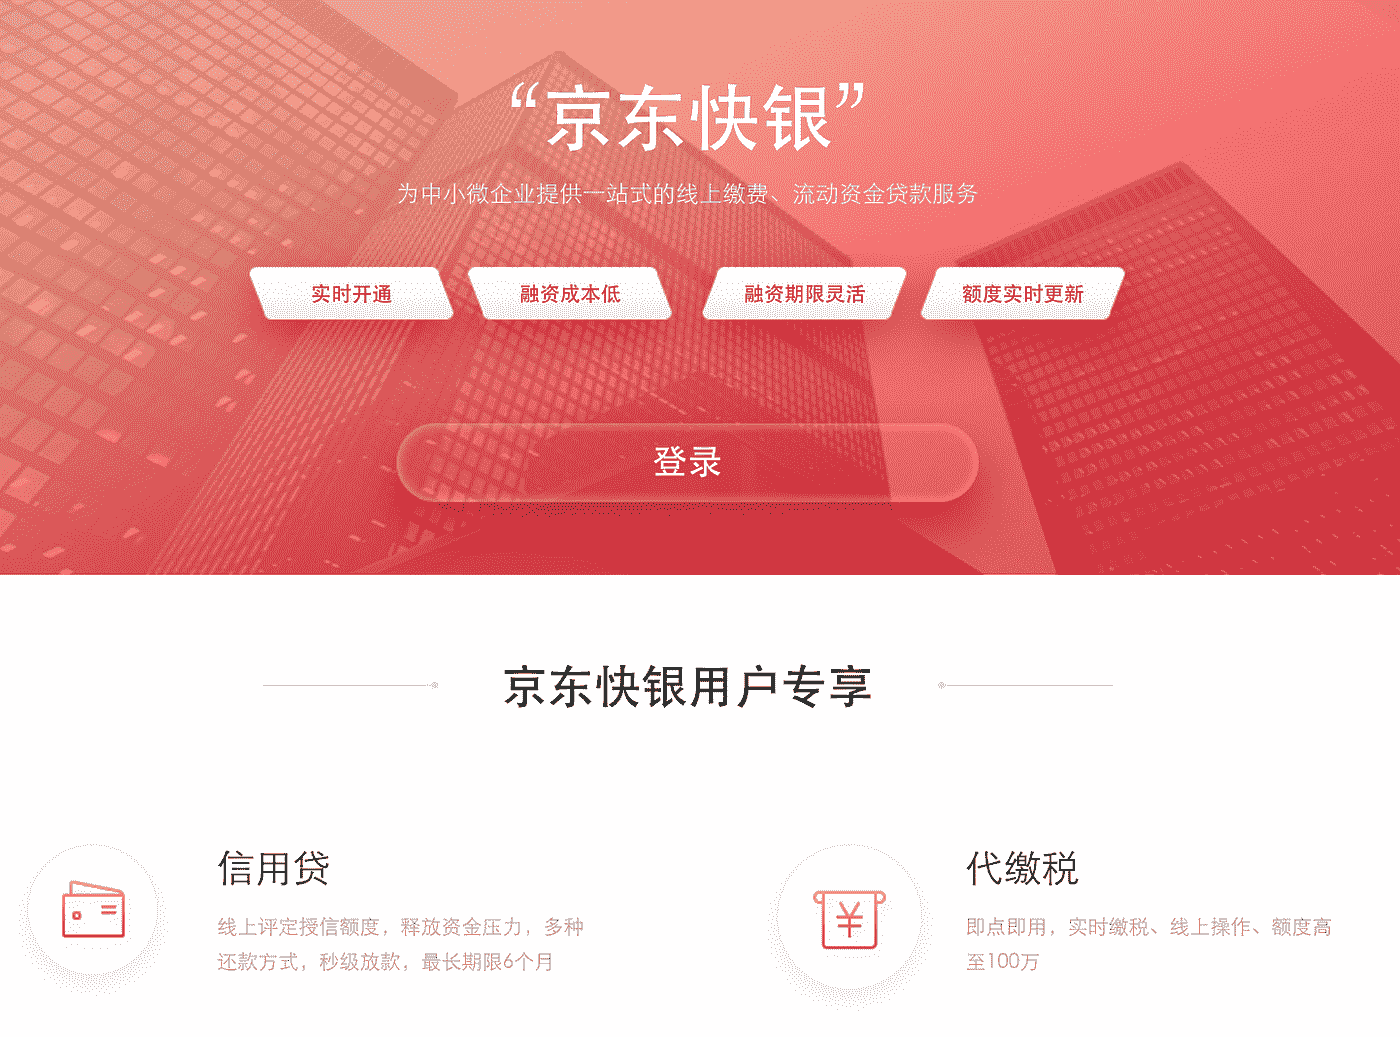 “京东快银”
为中小微企业提供一站式的线上缴费、流动资金贷款服务
实时开通
融资成本低
融资期限灵活
额度实时更新
登录
京东快银用户专享
信用贷
线上评定授信额度，释放资金压力，多种
还款方式，秒级放款，最长期限6个月
代缴税
即点即用，实时缴税、线上操作、额度高
至100万